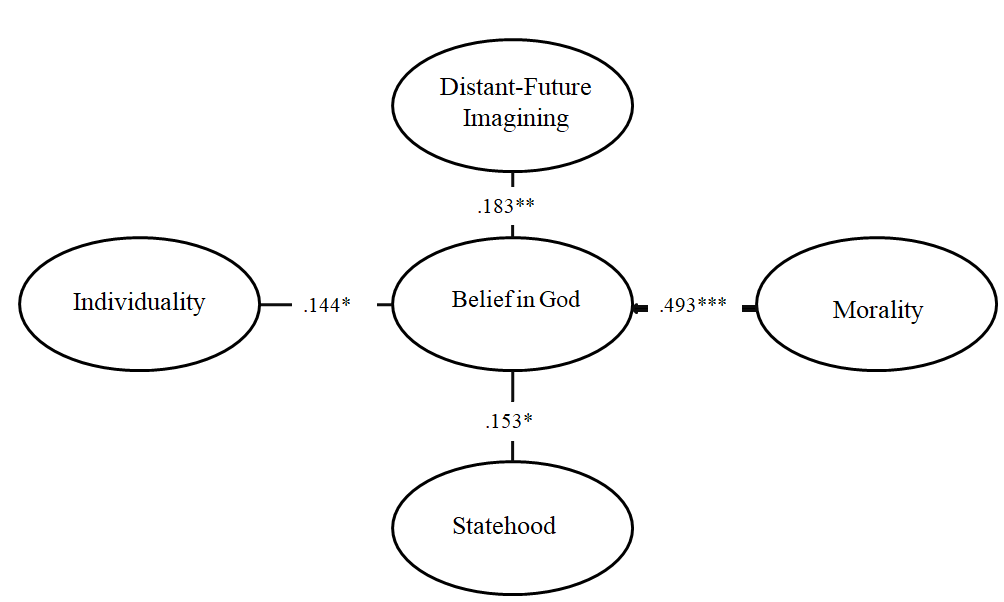 Distant-Future
Imagining
.183**
Individuality
.144*
Belief in God
.493***
Morality
.153*
Statehood